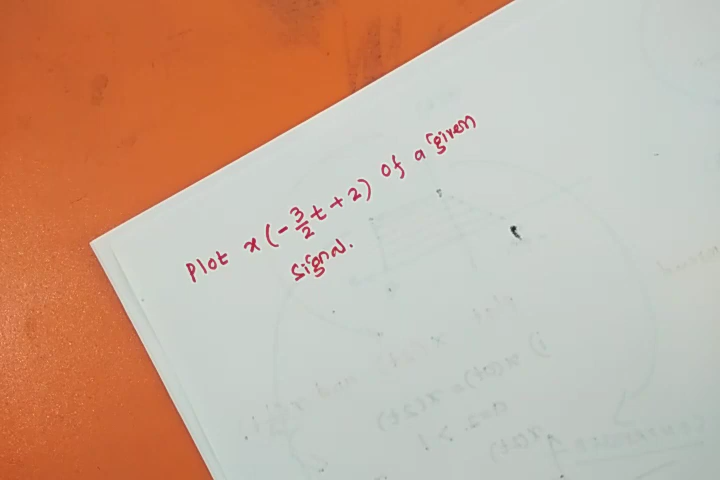 Plot x(-3/2t+2) of a given
signal.